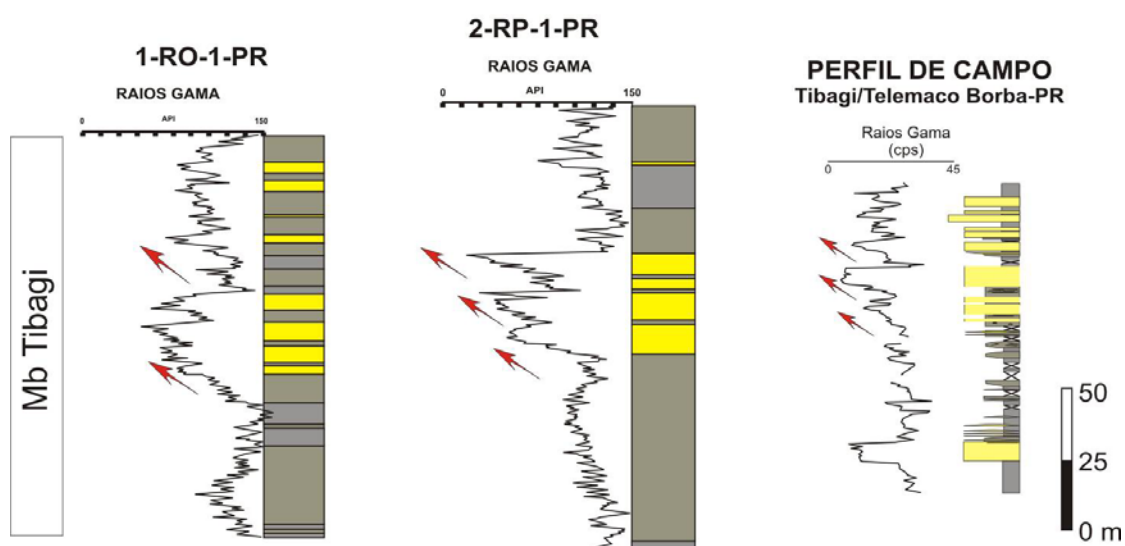 1-RO-1-PR
RAIOS GAMA
0 API 150
2-RP-1-PR
RAIOS GAMA
0 API 150
PERFIL DE CAMPO
Tibagi/Telemaco Borba-PR
Raios Gama
(cps)
0 45
Mb Tibagi
50
25
0 m